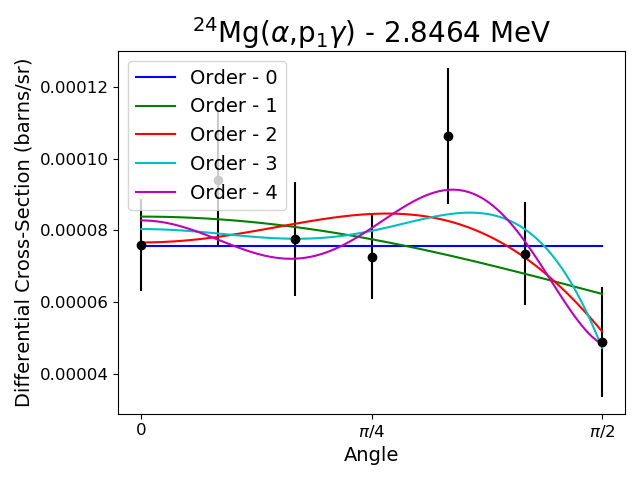 ²⁴Mg(α,p₁γ) - 2.8464 MeV
Differential Cross-Section (barns/sr)
0.00012
0.00010
0.00008
0.00006
0.00004
Order - 0
Order - 1
Order - 2
Order - 3
Order - 4
0
π/4
π/2
Angle